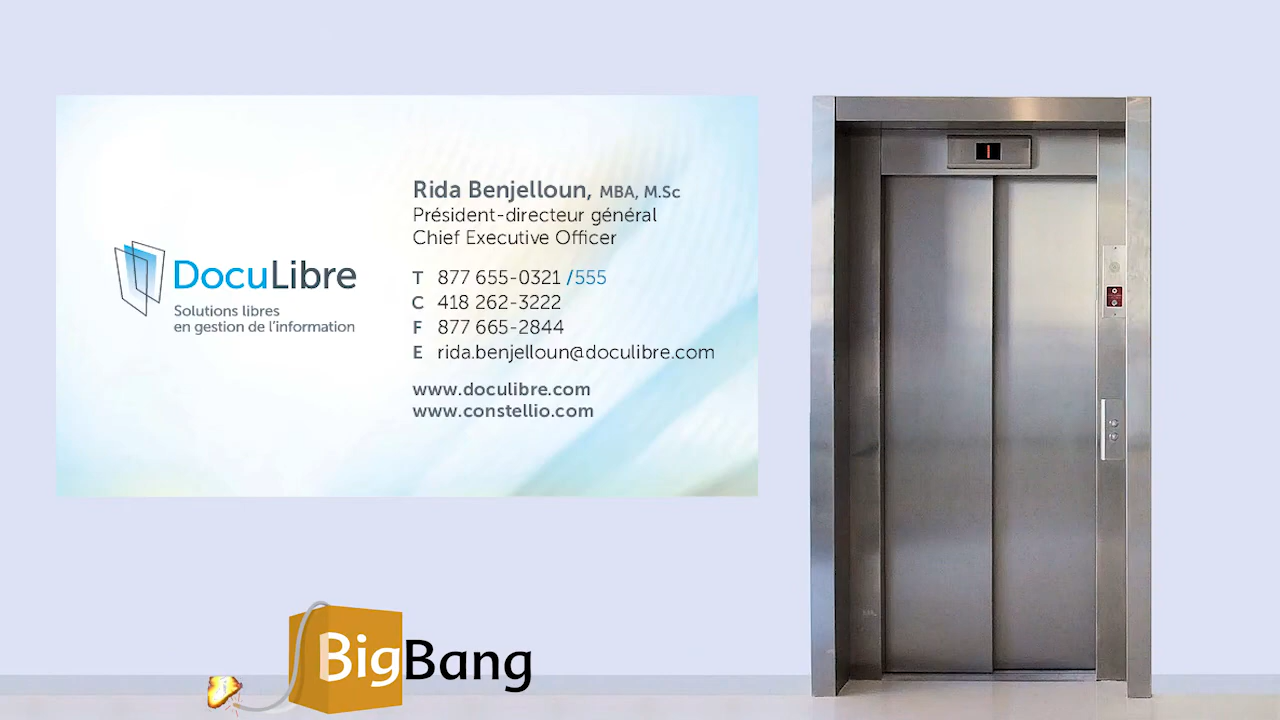 Rida Benjelloun, MBA, M.Sc
Président-directeur général
Chief Executive Officer
DocuLibre
Solutions libres
en gestion de l'information
T 877 655-0321 /555
C 418 262-3222
F 877 665-2844
E rida.benjelloun@doculibre.com
www.doculibre.com
www.constellio.com
BigBang